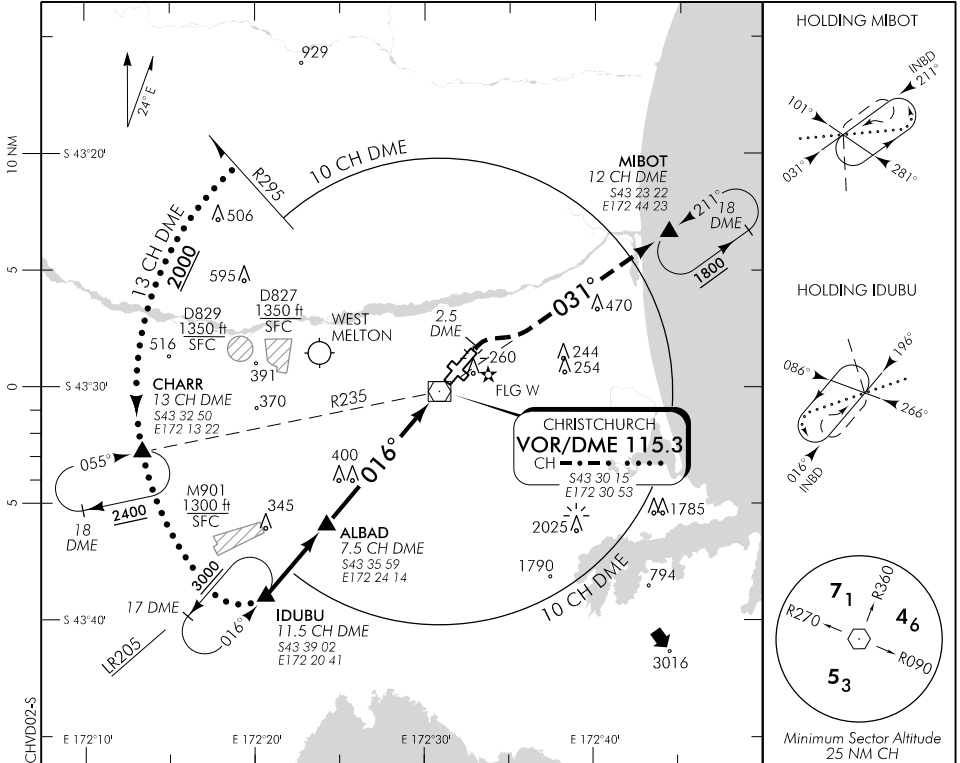 929
24° E
10 NM
S 43°20'
10 CH DME
R295
MIBOT
12 CH DME
S43 23 22
E172 44 23
211°
18
DME
1800
13 CH DME
2000
506
595
5
D829
1350 ft
SFC
D827
1350 ft
SFC
WEST
MELTON
2.5
DME
031°
470
516
391
370
260
244
254
FLG W
0
S 43°30'
CHARR
13 CH DME
S43 32 50
E172 13 22
R235
CHRISTCHURCH
VOR/DME 115.3
CH
S43 30 15
E172 30 53
055°
2400
18
DME
016°
400
5
M901
1300 ft
SFC
345
ALBAD
7.5 CH DME
S43 35 59
E172 24 14
2025
1785
1790
794
10 CH DME
3016
3000
17 DME
S 43°40'
016°
LR205
IDUBU
11.5 CH DME
S43 39 02
E172 20 41
CHVD02-S
E 172°10'
E 172°20'
E 172°30'
E 172°40'
HOLDING MIBOT
INBD
211°
101°
031°
281°
HOLDING IDUBU
086°
196°
266°
016°
INBD
7₁
R360
4₆
R270
R090
5₃
Minimum Sector Altitude
25 NM CH